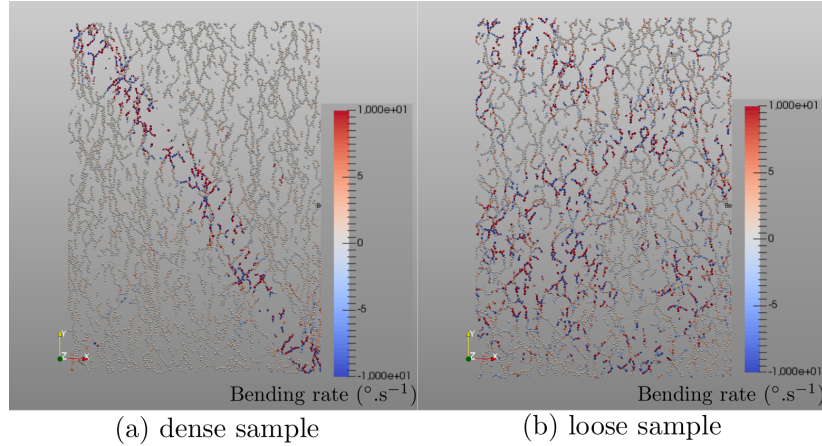 1.000e+01
5
0
-5
-1.000e+01
Y
Z
X
Bending rate (°.s⁻¹)
(a) dense sample
1.000e+01
5
0
-5
-1.000e+01
Y
Z
X
Bending rate (°.s⁻¹)
(b) loose sample